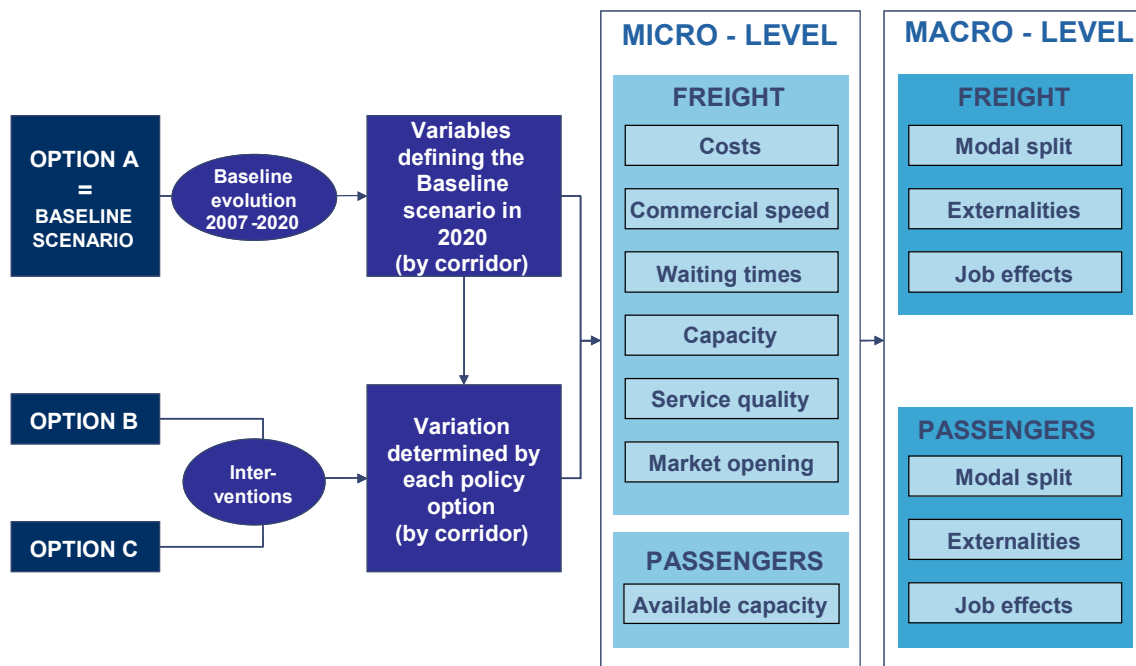 OPTION A
=
BASELINE
SCENARIO
Baseline
evolution
2007 -2020
Variables
defining the
Baseline
scenario in
2020
(by corridor)
OPTION B
OPTION C
Inter-
ventions
Variation
determined by
each policy
option
(by corridor)
MICRO - LEVEL
FREIGHT
Costs
Commercial speed
Waiting times
Capacity
Service quality
Market opening
PASSENGERS
Available capacity
MACRO - LEVEL
FREIGHT
Modal split
Externalities
Job effects
PASSENGERS
Modal split
Externalities
Job effects